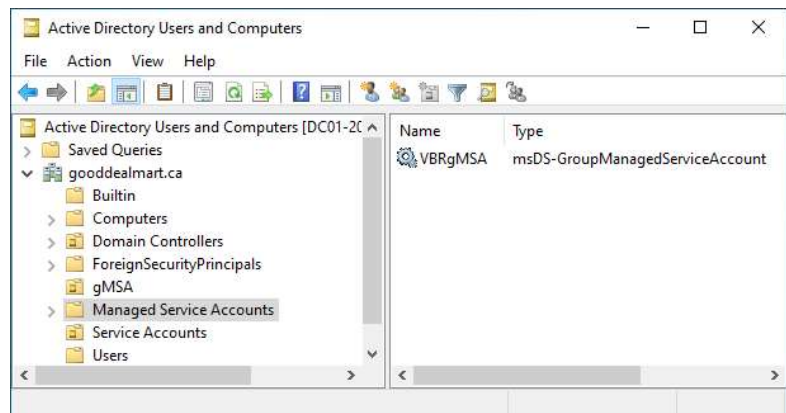 Active Directory Users and Computers
File Action View Help
Active Directory Users and Computers [DC01-20
Saved Queries
gooddealmart.ca
Builtin
Computers
Domain Controllers
ForeignSecurityPrincipals
gMSA
Managed Service Accounts
Service Accounts
Users
Name Type
VBRgMSA msDS-GroupManagedServiceAccount